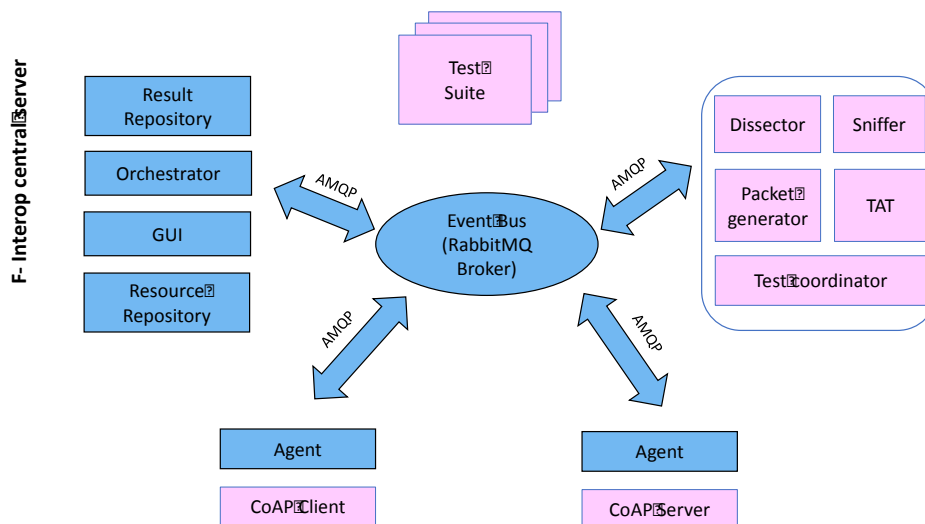 F- Interop central server
Result
Repository
Orchestrator
GUI
Resource
Repository
Test
Suite
Dissector
Sniffer
Packet
generator
TAT
Test coordinator
AMQP
AMQP
Event Bus
(RabbitMQ
Broker)
AMQP
AMQP
Agent
CoAP Client
Agent
CoAP Server